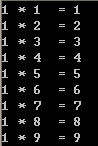 1 * 1 = 1
1 * 2 = 2
1 * 3 = 3
1 * 4 = 4
1 * 5 = 5
1 * 6 = 6
1 * 7 = 7
1 * 8 = 8
1 * 9 = 9